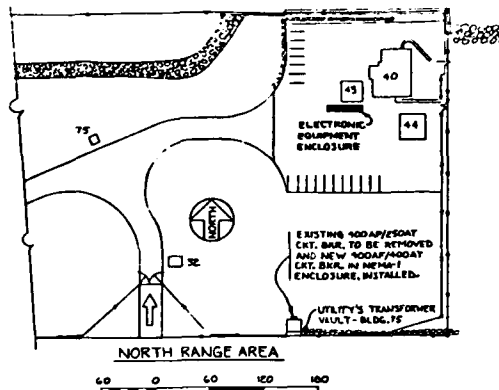 40
45
ELECTRONIC
EQUIPMENT
ENCLOSURE
44
75
NORTH
52
EXISTING 400AF/250AT
CKT. BKR. TO BE REMOVED
AND NEW 400AF/400AT
CKT. BKR. IN NEMA-1
ENCLOSURE, INSTALLED.
UTILITY'S TRANSFORMER
VAULT-BLDG. 75
NORTH RANGE AREA
60 0 60 120 180